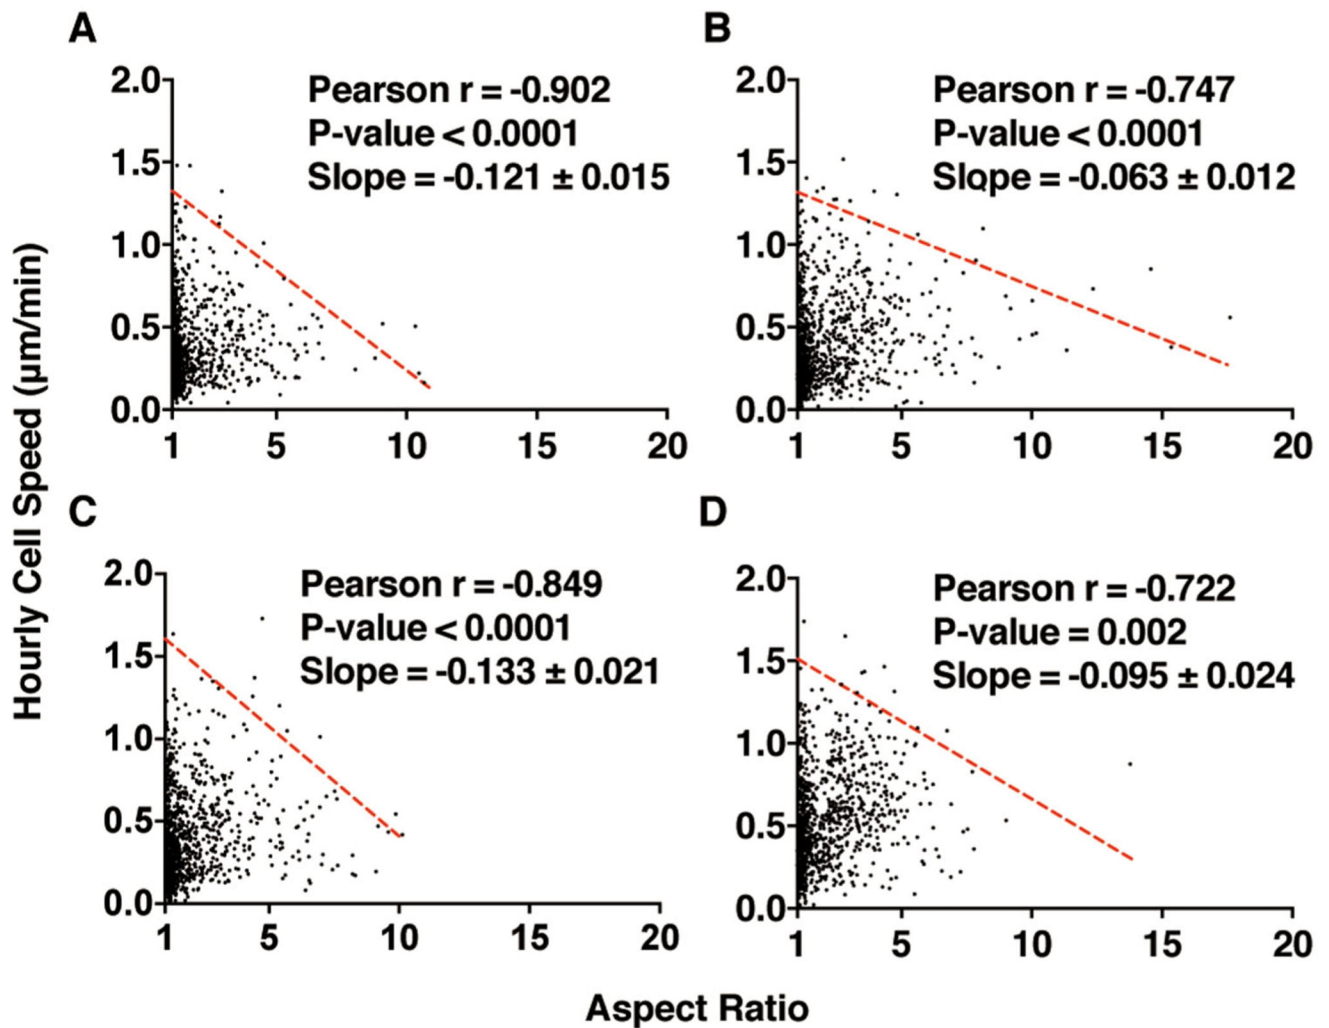 A
Pearson r = -0.902
P-value < 0.0001
Slope = -0.121 ± 0.015
2.0
1.5
1.0
0.5
0.0
1 5 10 15 20
B
Pearson r = -0.747
P-value < 0.0001
Slope = -0.063 ± 0.012
2.0
1.5
1.0
0.5
0.0
1 5 10 15 20
Hourly Cell Speed (μm/min)
C
Pearson r = -0.849
P-value < 0.0001
Slope = -0.133 ± 0.021
2.0
1.5
1.0
0.5
0.0
1 5 10 15 20
D
Pearson r = -0.722
P-value = 0.002
Slope = -0.095 ± 0.024
2.0
1.5
1.0
0.5
0.0
1 5 10 15 20
Aspect Ratio